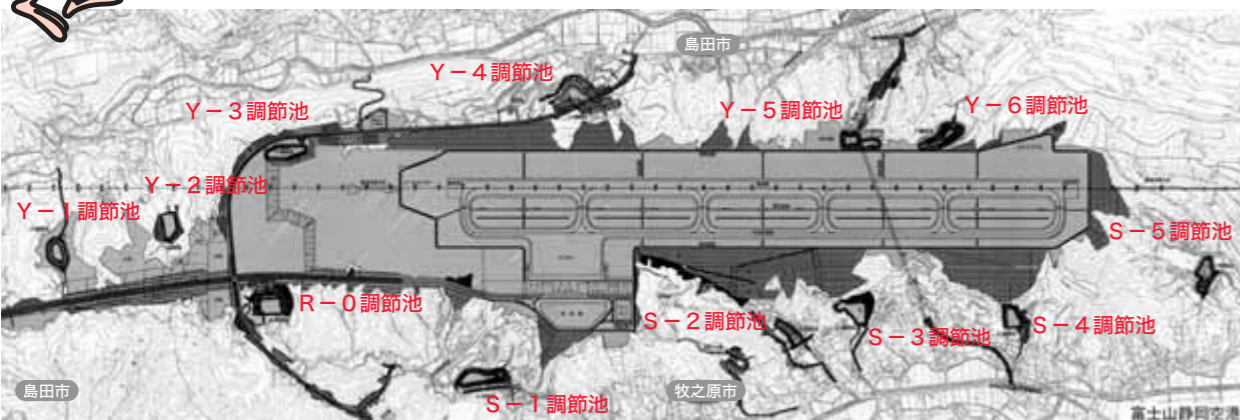 島田市
Y－4調節池
Y－3調節池
Y－5調節池
Y－6調節池
Y－2調節池
Y－1調節池
S－5調節池
R－0調節池
S－2調節池
S－3調節池
S－4調節池
島田市
牧之原市
S－1調節池
富士山静岡空港